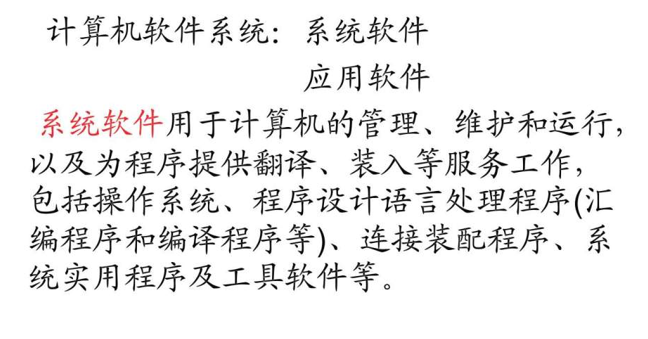 计算机软件系统：系统软件
应用软件
系统软件用于计算机的管理、维护和运行，
以及为程序提供翻译、装入等服务工作，
包括操作系统、程序设计语言处理程序(汇
编程序和编译程序等)、连接装配程序、系
统实用程序及工具软件等。